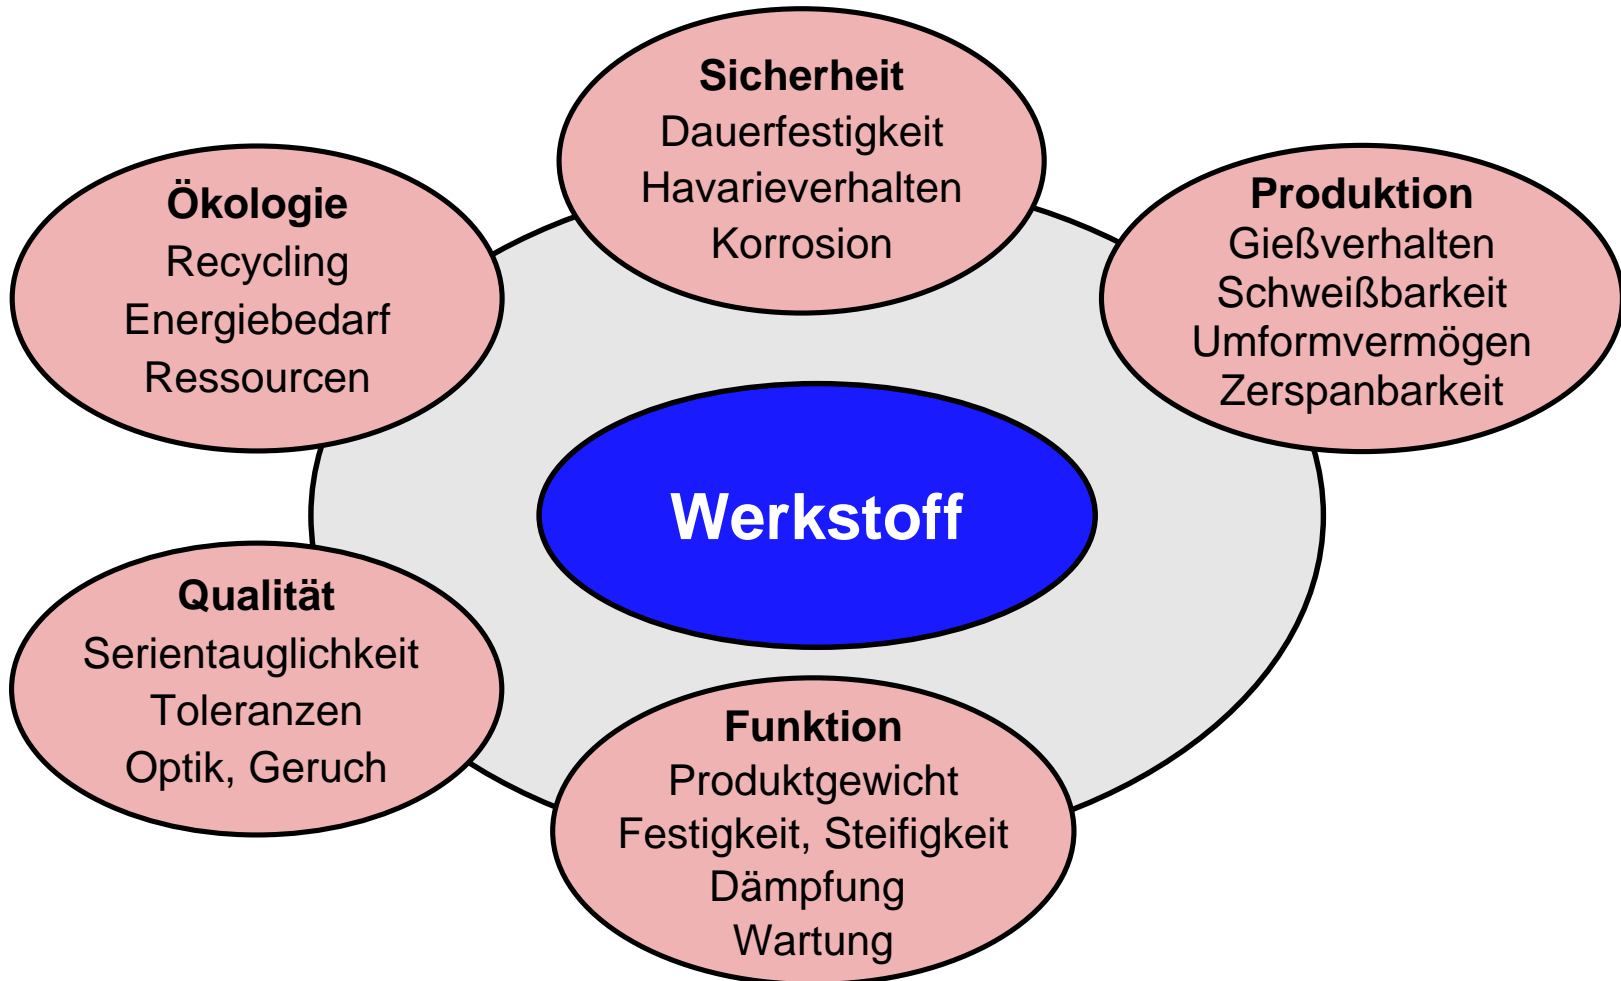 Sicherheit
Dauerfestigkeit
Havarieverhalten
Korrosion
Ökologie
Recycling
Energiebedarf
Ressourcen
Produktion
Gießverhalten
Schweißbarkeit
Umformvermögen
Zerspanbarkeit
Werkstoff
Qualität
Serientauglichkeit
Toleranzen
Optik, Geruch
Funktion
Produktgewicht
Festigkeit, Steifigkeit
Dämpfung
Wartung